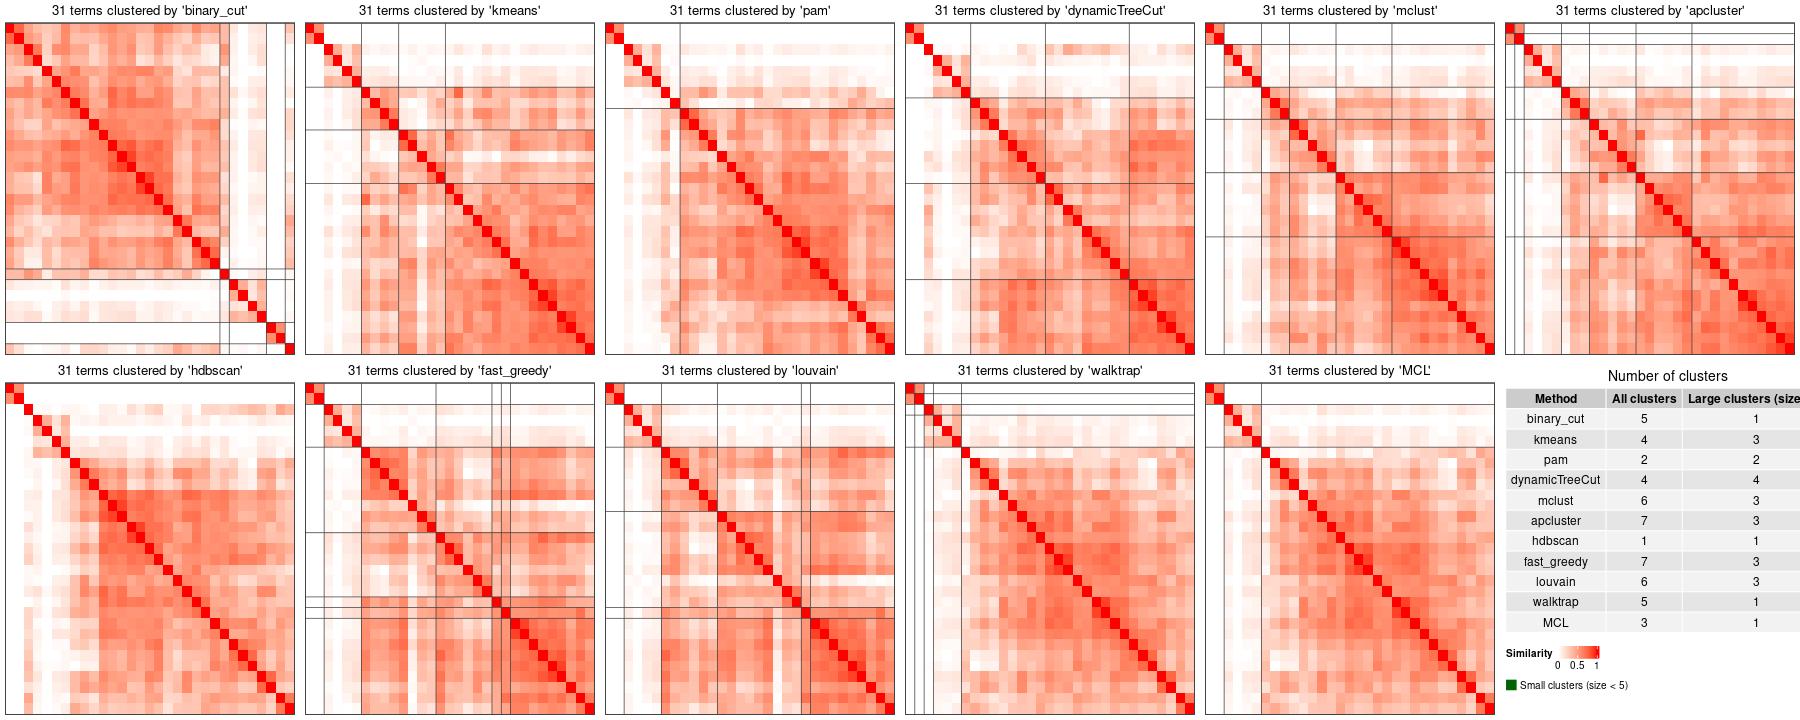 31 terms clustered by 'binary_cut'
31 terms clustered by 'kmeans'
31 terms clustered by 'pam'
31 terms clustered by 'dynamicTreeCut'
31 terms clustered by 'mclust'
31 terms clustered by 'apcluster'
31 terms clustered by 'hdbscan'
31 terms clustered by 'fast_greedy'
31 terms clustered by 'louvain'
31 terms clustered by 'walktrap'
31 terms clustered by 'MCL'
Number of clusters
Method All clusters Large clusters (size
binary_cut 5 1
kmeans 4 3
pam 2 2
dynamicTreeCut 4 4
mclust 6 3
apcluster 7 3
hdbscan 1 1
fast_greedy 7 3
louvain 6 3
walktrap 5 1
MCL 3 1
Similarity
0 0.5 1
Small clusters (size < 5)